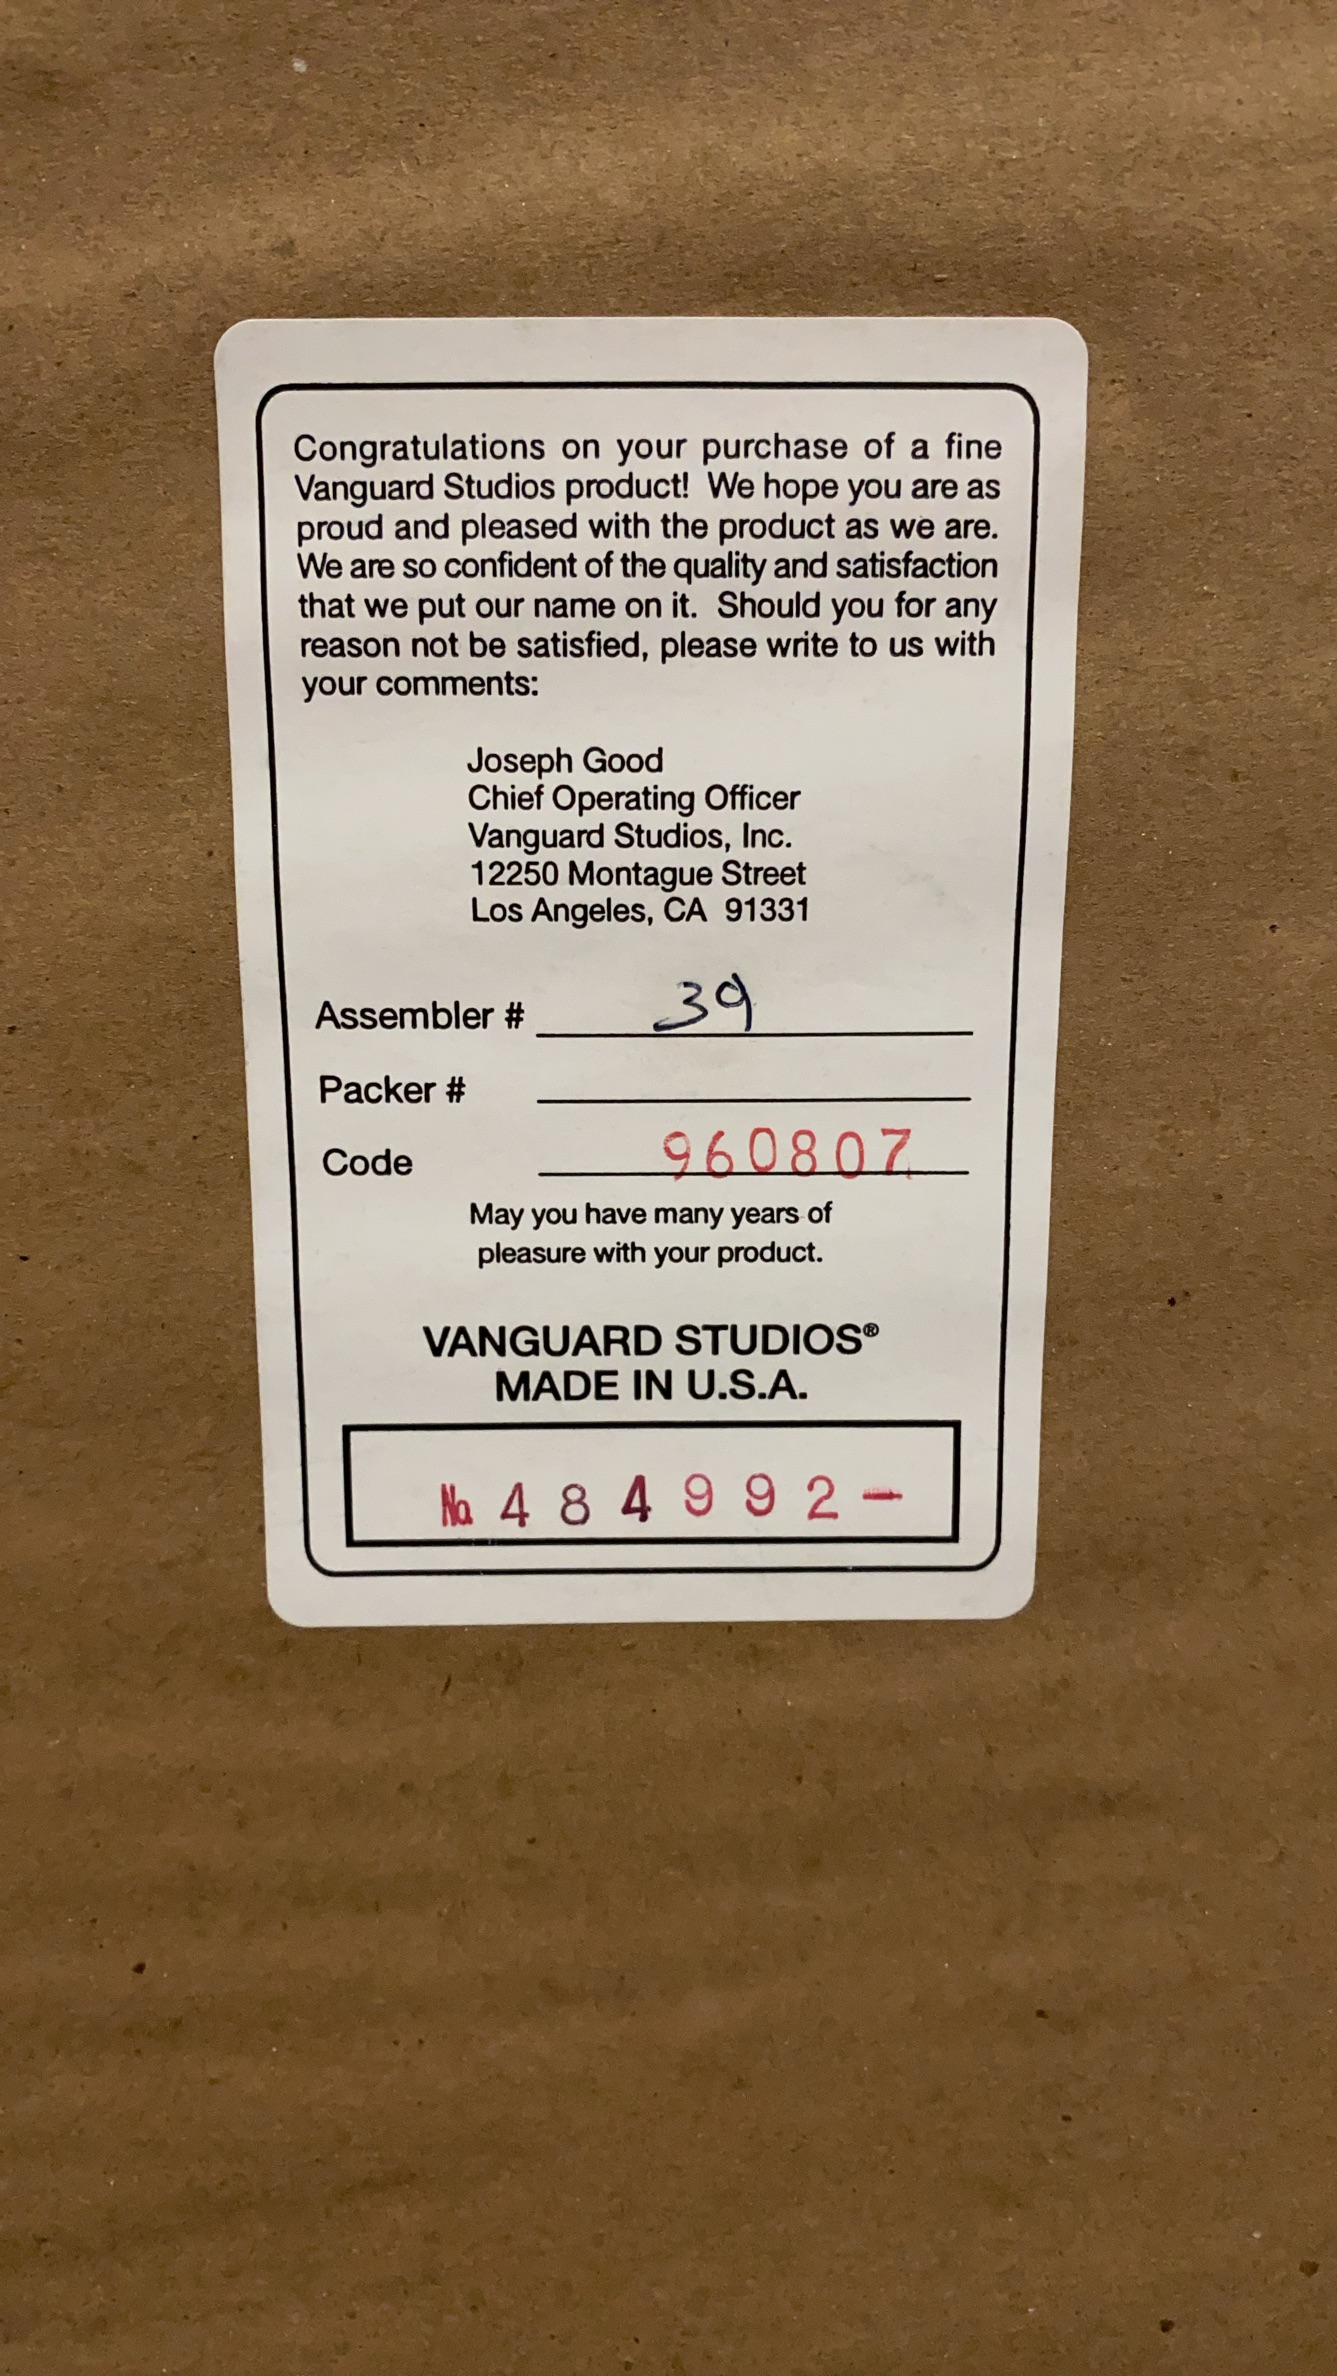 Congratulations on your purchase of a fine
Vanguard Studios product! We hope you are as
proud and pleased with the product as we are.
We are so confident of the quality and satisfaction
that we put our name on it. Should you for any
reason not be satisfied, please write to us with
your comments:
Joseph Good
Chief Operating Officer
Vanguard Studios, Inc.
12250 Montague Street
Los Angeles, CA 91331
Assembler # 39
Packer #
Code 960807
May you have many years of
pleasure with your product.
VANGUARD STUDIOS®
MADE IN U.S.A.
No. 484992-